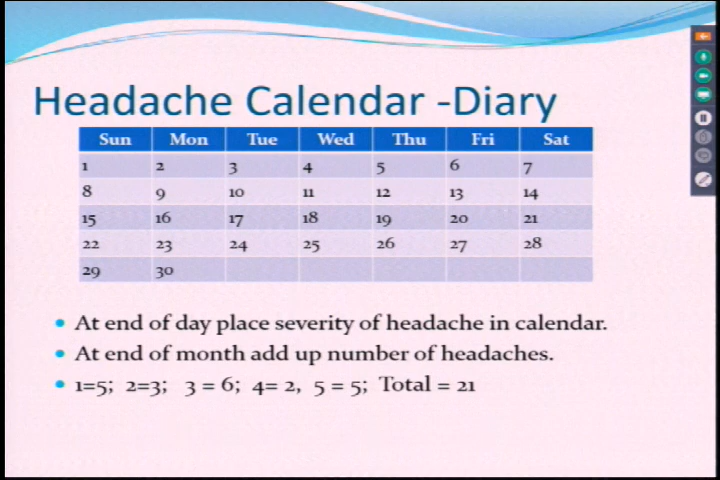 Headache Calendar -Diary
Sun Mon Tue Wed Thu Fri Sat
1 2 3 4 5 6 7
8 9 10 11 12 13 14
15 16 17 18 19 20 21
22 23 24 25 26 27 28
29 30
At end of day place severity of headache in calendar.
At end of month add up number of headaches.
1=5; 2=3; 3 = 6; 4= 2, 5 = 5; Total = 21